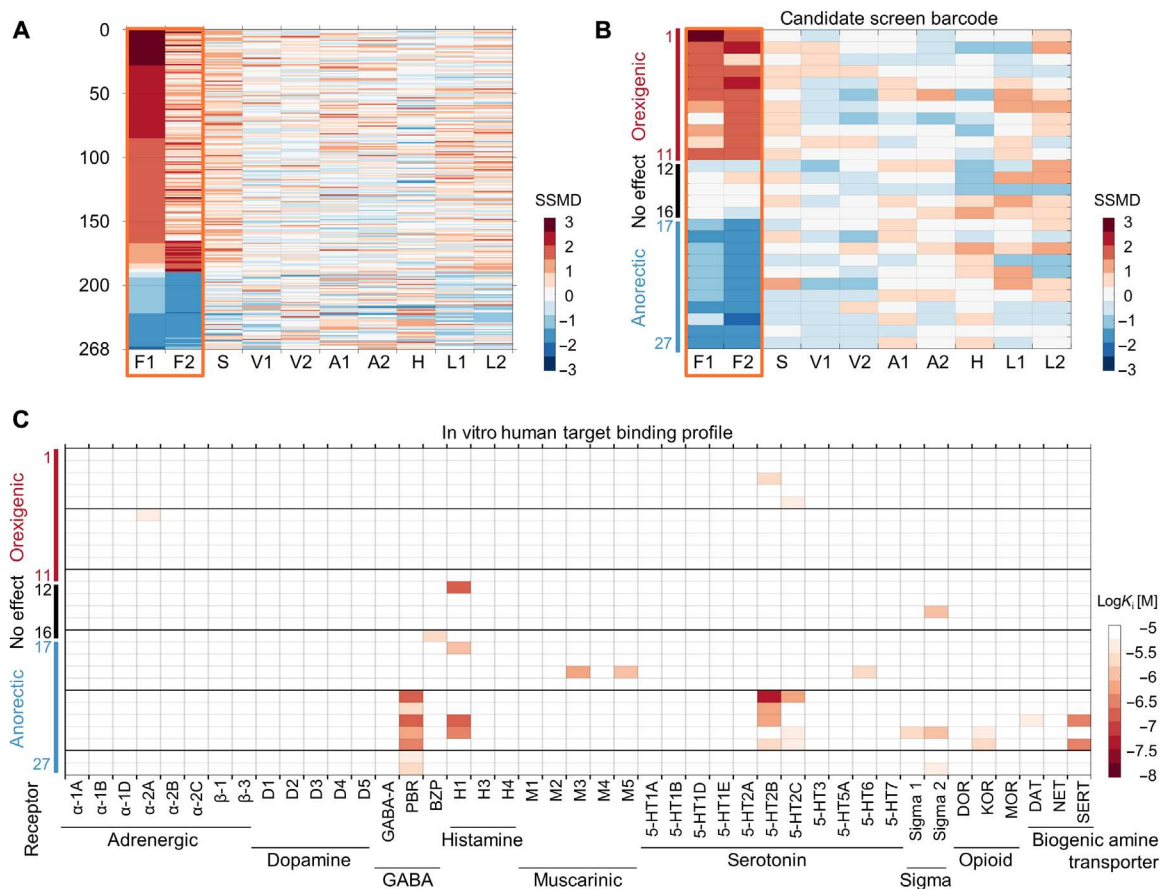 A
0
50
100
150
200
268
F1 F2 S V1 V2 A1 A2 H L1 L2
SSMD
3
2
1
0
−1
−2
−3
B
Candidate screen barcode
1
Orexigenic
11
12
No effect
16
17
Anorectic
27
F1 F2 S V1 V2 A1 A2 H L1 L2
SSMD
3
2
1
0
−1
−2
−3
C
In vitro human target binding profile
1
Orexigenic
11
12
No effect
16
17
Anorectic
27
LogKi [M]
−5
−5.5
−6
−6.5
−7
−7.5
−8
Receptor
α-1A α-1B α-1D α-2A α-2B α-2C β-1 β-3 D1 D2 D3 D4 D5 GABA-A PBR BZP H1 H3 H4 M1 M2 M3 M4 M5 5-HT1A 5-HT1B 5-HT1D 5-HT1E 5-HT2A 5-HT2B 5-HT2C 5-HT3 5-HT5A 5-HT6 5-HT7 Sigma 1 Sigma 2 DOR KOR MOR DAT NET SERT
Adrenergic
Dopamine
GABA
Histamine
Muscarinic
Serotonin
Sigma
Opioid
Biogenic amine
transporter